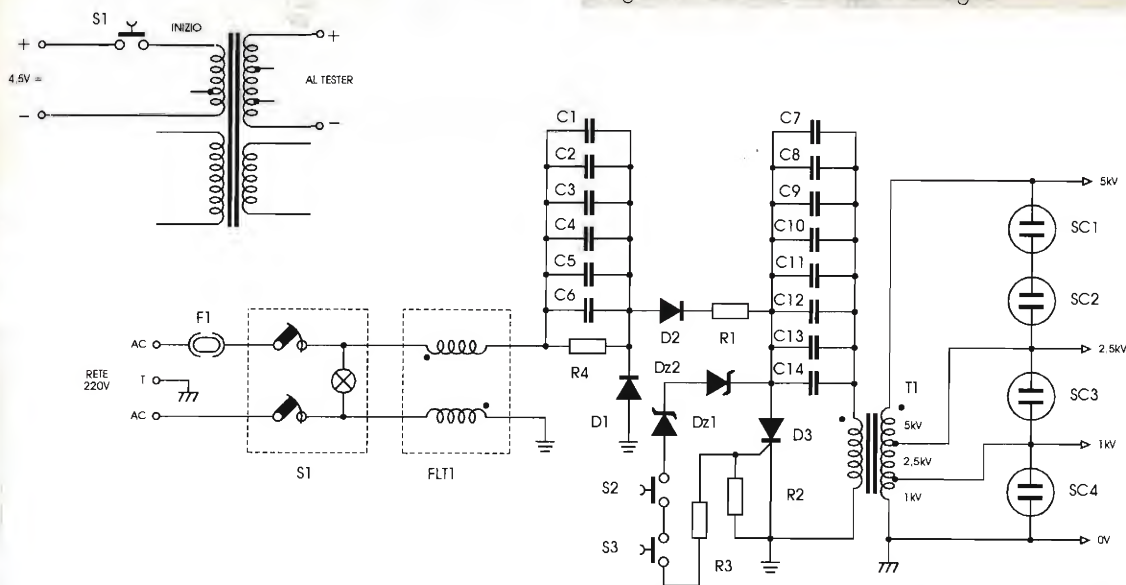 S1
INIZIO
+
+
4,5V =
AL TESTER
−
−
C1
C2
C3
C4
C5
C6
C7
C8
C9
C10
C11
C12
C13
C14
5kV
SC1
SC2
2.5kV
SC3
1kV
SC4
0V
F1
AC
RETE
220V
T
AC
S1
FLT1
R4
D2
R1
Dz2
Dz1
D1
D3
S2
S3
R3
R2
T1
5kV
2,5kV
1kV